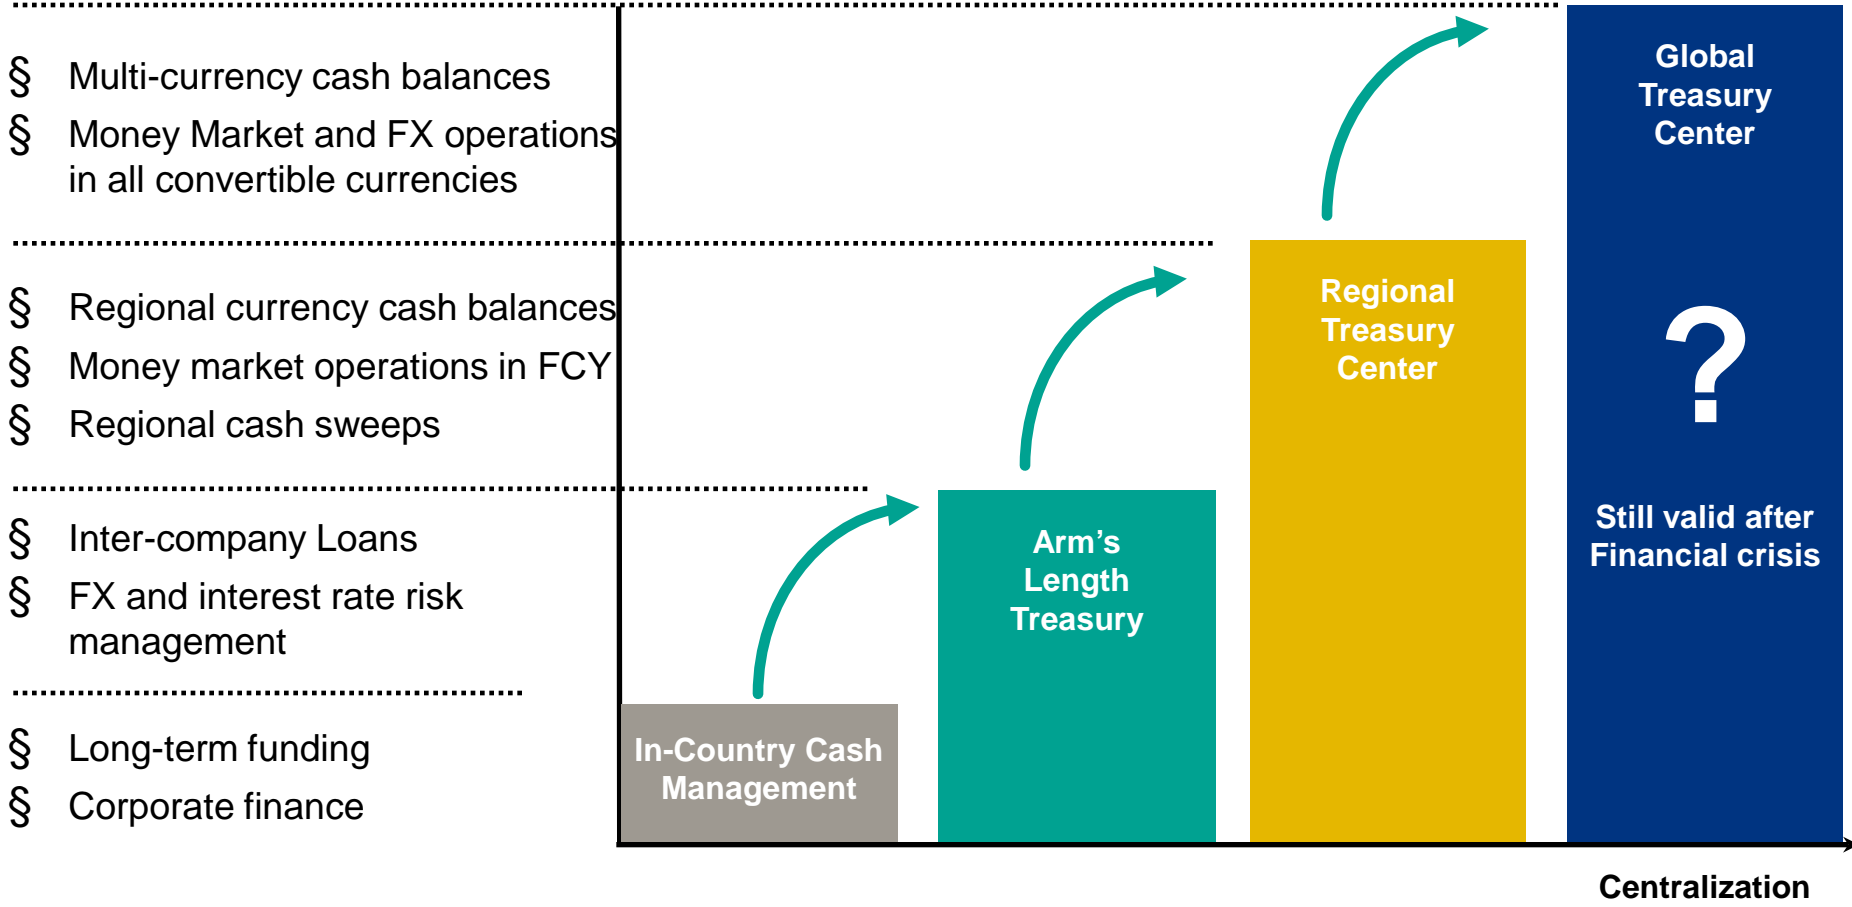 § Multi-currency cash balances
§ Money Market and FX operations
in all convertible currencies
§ Regional currency cash balances
§ Money market operations in FCY
§ Regional cash sweeps
§ Inter-company Loans
§ FX and interest rate risk
management
§ Long-term funding
§ Corporate finance
In-Country Cash
Management
Arm’s
Length
Treasury
Regional
Treasury
Center
Global
Treasury
Center
?
Still valid after
Financial crisis
Centralization